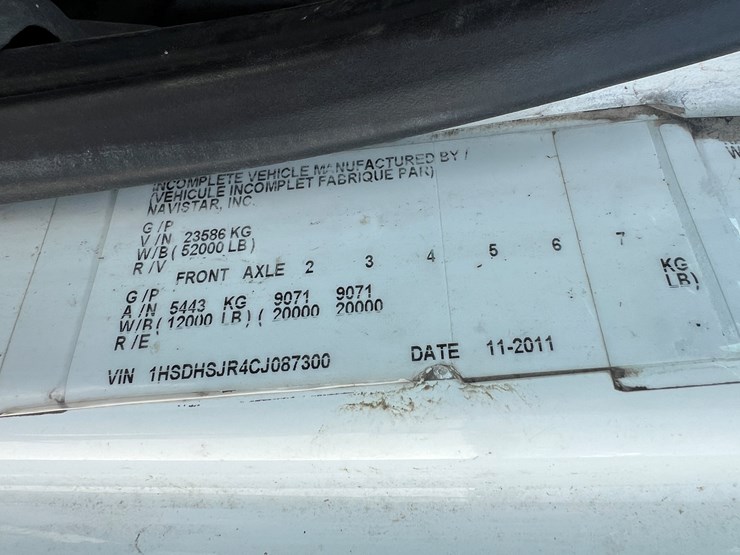 INCOMPLETE VEHICLE MANUFACTURED BY /
(VEHICULE INCOMPLET FABRIQUE PAR)
NAVISTAR, INC.
G/P
V/N 23586 KG
W/B ( 52000 LB)
R/V
FRONT AXLE 2 3 4 5 6 7
G/P
A/N 5443 KG 9071 9071 KG
W/B ( 12000 LB) ( 20000 20000 LB)
R/E
VIN 1HSDHSJR4CJ087300 DATE 11-2011
W